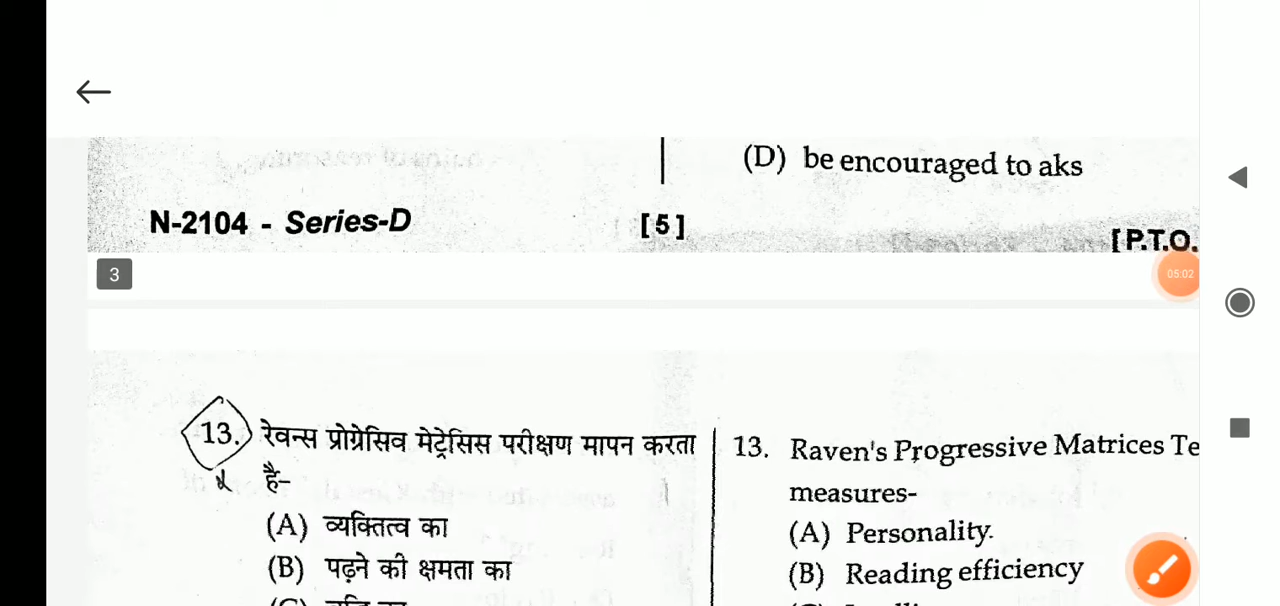 (D) be encouraged to aks
N-2104 - Series-D [5] [P.T.O.
3
05:02
13. रेवन्स प्रोग्रेसिव मेट्रेसिस परीक्षण मापन करता
है-
(A) व्यक्तित्व का
(B) पढ़ने की क्षमता का
13. Raven's Progressive Matrices Te
measures-
(A) Personality.
(B) Reading efficiency